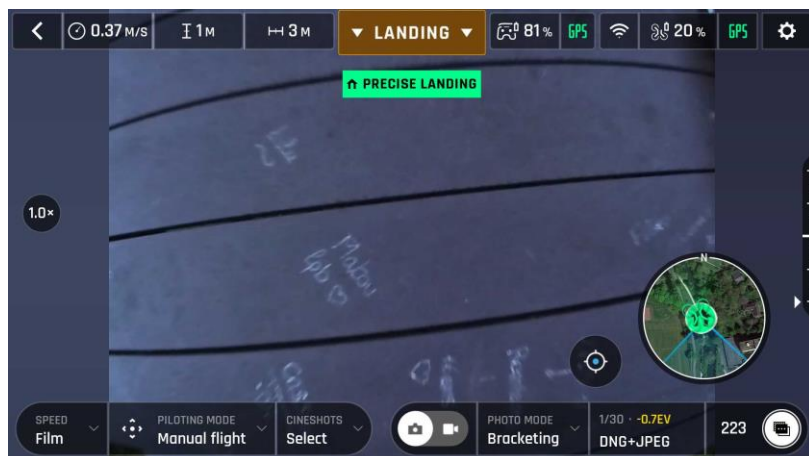 0.37 M/S
1 M
3 M
▼ LANDING ▼
81 %
GPS
20 %
GPS
PRECISE LANDING
1.0×
Matou
N
SPEED
Film
PILOTING MODE
Manual flight
CINESHOTS
Select
PHOTO MODE
Bracketing
1/30 · -0.7EV
DNG+JPEG
223